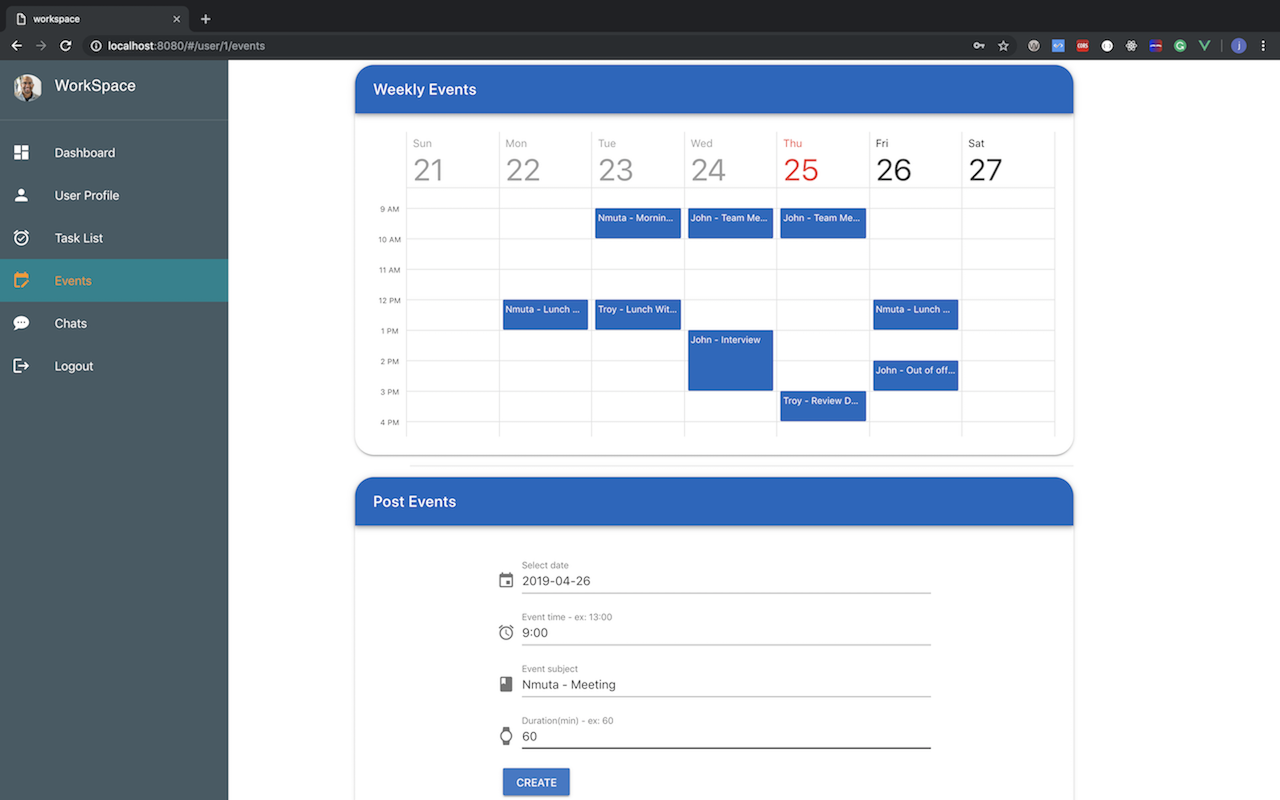 workspace
localhost:8080/#/user/1/events
CORS
j
WorkSpace
Dashboard
User Profile
Task List
Events
Chats
Logout
Weekly Events
Sun Mon Tue Wed Thu Fri Sat
21 22 23 24 25 26 27
9 AM
Nmuta - Mornin... John - Team Me... John - Team Me...
10 AM
11 AM
12 PM
Nmuta - Lunch ... Troy - Lunch Wit... Nmuta - Lunch ...
1 PM
John - Interview
2 PM
John - Out of off...
3 PM
Troy - Review D...
4 PM
Post Events
Select date
2019-04-26
Event time - ex: 13:00
9:00
Event subject
Nmuta - Meeting
Duration(min) - ex: 60
60
CREATE